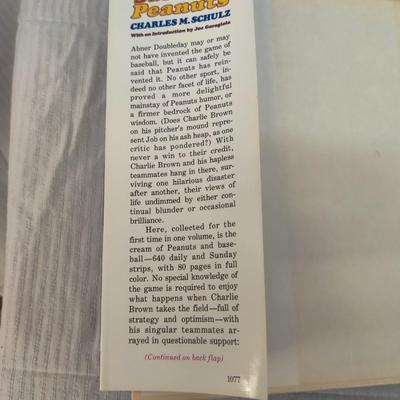 Peanuts
CHARLES M. SCHULZ
With an Introduction by Joe Garagiola
Abner Doubleday may or may
not have invented the game of
baseball, but it can safely be
said that Peanuts has rein-
vented it. No other sport, in-
deed no other facet of life, has
proved a more delightful
mainstay of Peanuts humor, or
a firmer bedrock of Peanuts
wisdom. (Does Charlie Brown
on his pitcher's mound repre-
sent Job on his ash heap, as one
critic has pondered?) With
never a win to their credit,
Charlie Brown and his hapless
teammates hang in there, sur-
viving one hilarious disaster
after another, their views of
life undimmed by either con-
tinual blunder or occasional
brilliance.
Here, collected for the
first time in one volume, is the
cream of Peanuts and base-
ball—640 daily and Sunday
strips, with 80 pages in full
color. No special knowledge of
the game is required to enjoy
what happens when Charlie
Brown takes the field—full of
strategy and optimism—with
his singular teammates ar-
rayed in questionable support:
(Continued on back flap)
1077